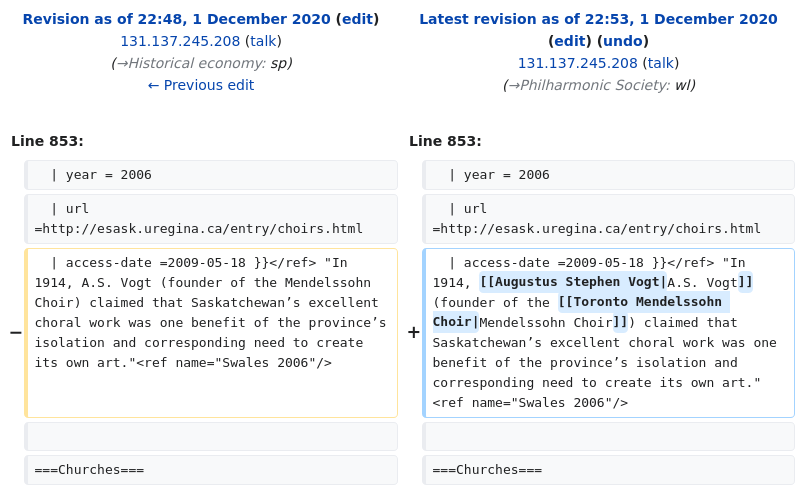 Revision as of 22:48, 1 December 2020 (edit)
131.137.245.208 (talk)
(→Historical economy: sp)
← Previous edit
Latest revision as of 22:53, 1 December 2020
(edit) (undo)
131.137.245.208 (talk)
(→Philharmonic Society: wl)
Line 853:
Line 853:
| year = 2006
| year = 2006
| url
=http://esask.uregina.ca/entry/choirs.html
| url
=http://esask.uregina.ca/entry/choirs.html
−
| access-date =2009-05-18 }}</ref> "In
1914, A.S. Vogt (founder of the Mendelssohn
Choir) claimed that Saskatchewan’s excellent
choral work was one benefit of the province’s
isolation and corresponding need to create
its own art."<ref name="Swales 2006"/>
+
| access-date =2009-05-18 }}</ref> "In
1914, [[Augustus Stephen Vogt|A.S. Vogt]]
(founder of the [[Toronto Mendelssohn
Choir|Mendelssohn Choir]]) claimed that
Saskatchewan’s excellent choral work was one
benefit of the province’s isolation and
corresponding need to create its own art."
<ref name="Swales 2006"/>
===Churches===
===Churches===